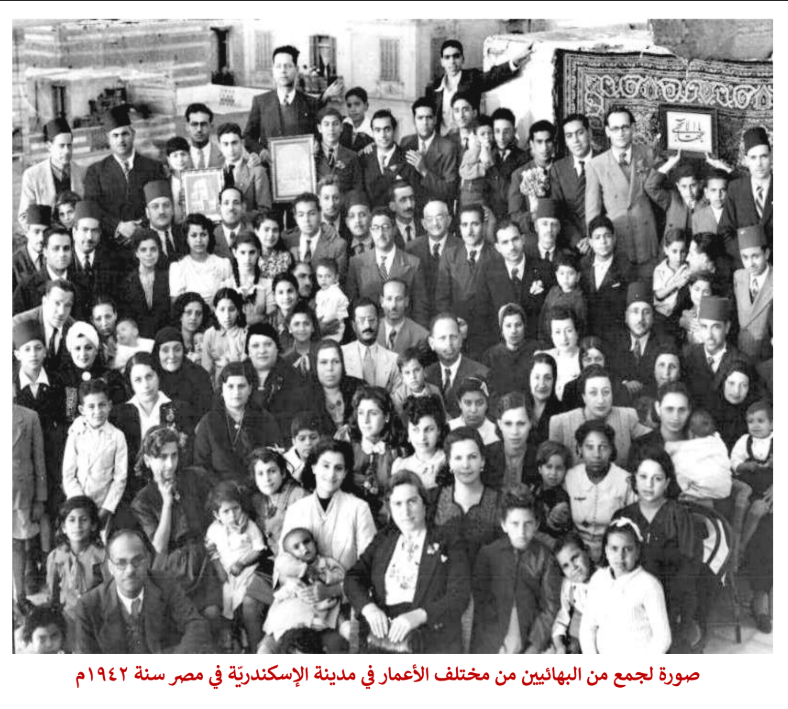 صورة لجمع من البهائيين من مختلف الأعمار في مدينة الإسكندريّة في مصر سنة ١٩٤٢م